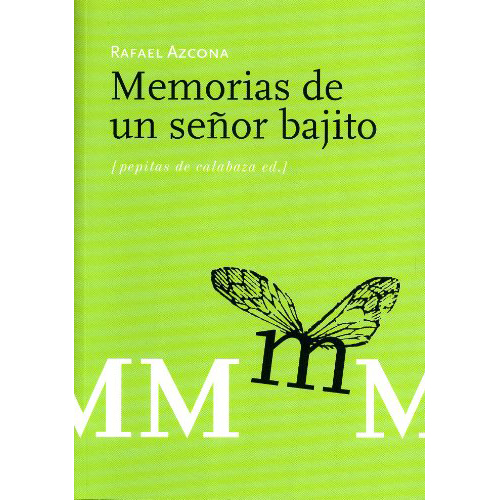 RAFAEL AZCONA
Memorias de
un señor bajito
[pepitas de calabaza ed.]
MM m M